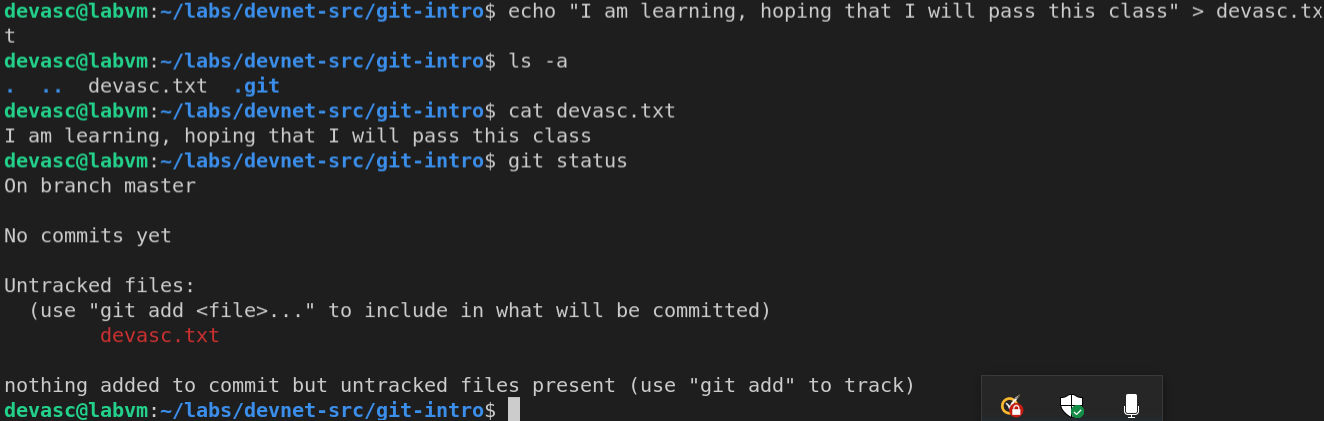 devasc@labvm:~/labs/devnet-src/git-intro$ echo "I am learning, hoping that I will pass this class" > devasc.tx
t
devasc@labvm:~/labs/devnet-src/git-intro$ ls -a
.  ..  devasc.txt  .git
devasc@labvm:~/labs/devnet-src/git-intro$ cat devasc.txt
I am learning, hoping that I will pass this class
devasc@labvm:~/labs/devnet-src/git-intro$ git status
On branch master
No commits yet
Untracked files:
  (use "git add <file>..." to include in what will be committed)
        devasc.txt
nothing added to commit but untracked files present (use "git add" to track)
devasc@labvm:~/labs/devnet-src/git-intro$